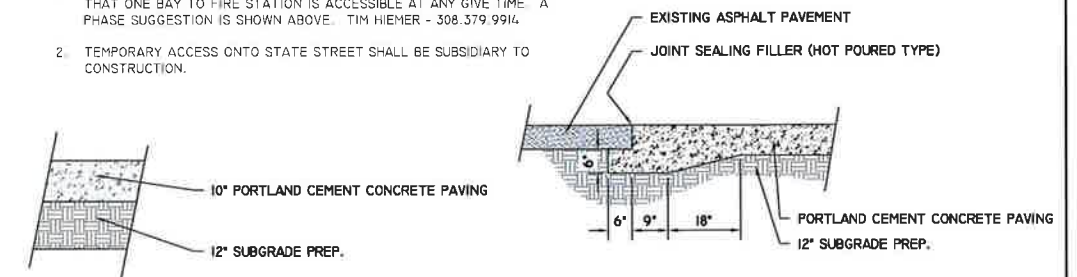 THAT ONE BAY TO FIRE STATION IS ACCESSIBLE AT ANY GIVE TIME. A
PHASE SUGGESTION IS SHOWN ABOVE. TIM HIEMER - 308.379.9914
2. TEMPORARY ACCESS ONTO STATE STREET SHALL BE SUBSIDIARY TO
CONSTRUCTION.
EXISTING ASPHALT PAVEMENT
JOINT SEALING FILLER (HOT POURED TYPE)
10" PORTLAND CEMENT CONCRETE PAVING
12" SUBGRADE PREP.
6"
6" 9" 18"
PORTLAND CEMENT CONCRETE PAVING
12" SUBGRADE PREP.